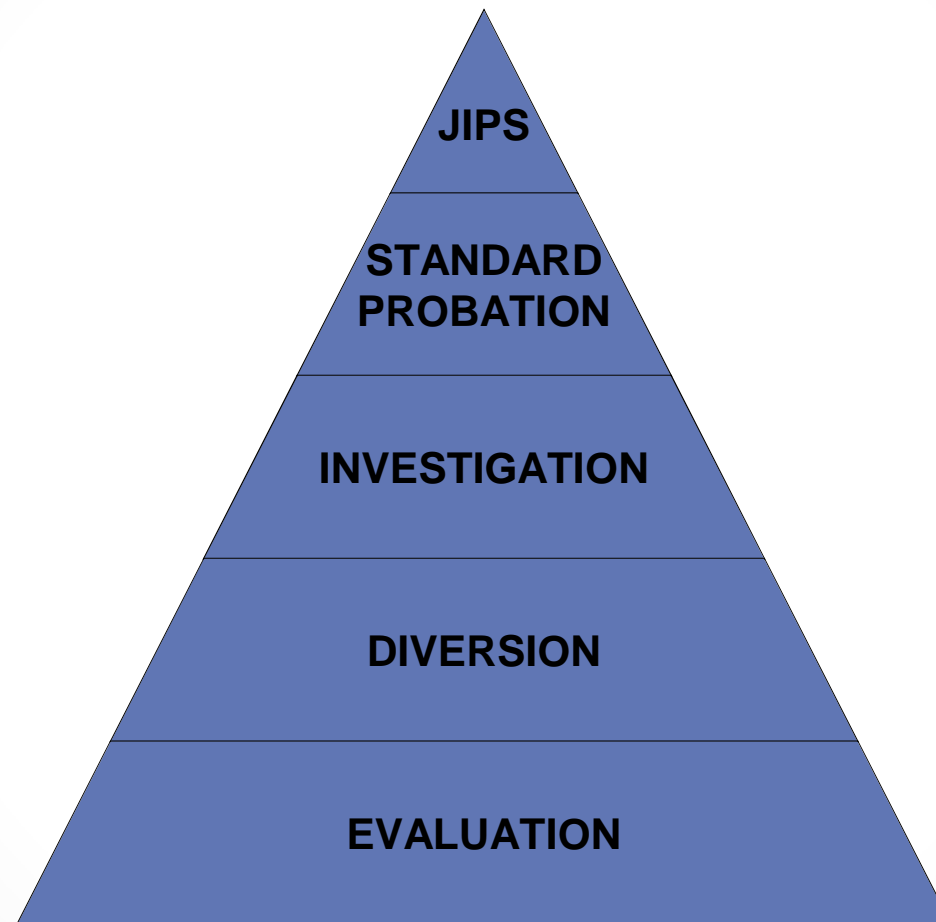 JIPS
STANDARD
PROBATION
INVESTIGATION
DIVERSION
EVALUATION